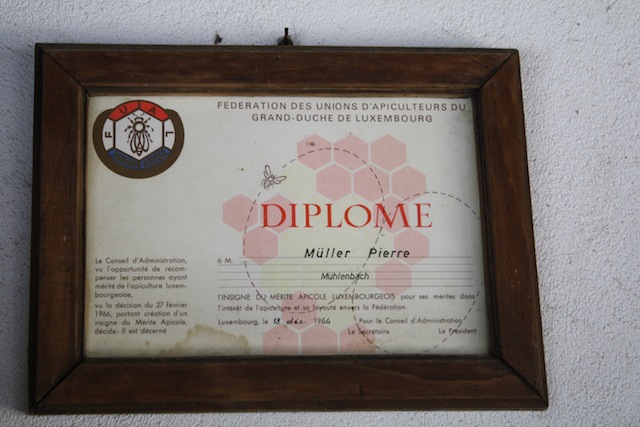 FEDERATION DES UNIONS D'APICULTEURS DU
GRAND-DUCHE DE LUXEMBOURG
F U A L
DIPLOME
à M. Müller Pierre
Mühlenbach
Le Conseil d'Administration,
vu l'opportunité de récom-
penser les personnes ayant
mérité de l'apiculture luxem-
bourgeoise,
vu la décision du 27 février
1966, portant création d'un
insigne du Mérite Apicole,
décide: Il est décerné
l'INSIGNE DU MÉRITE APICOLE LUXEMBOURGEOIS pour ses mérites dans
l'intérêt de l'apiculture et sa loyauté envers la Fédération.
Luxembourg, le 18 déc. 1966 Pour le Conseil d'Administration
Le Secrétaire Le Président